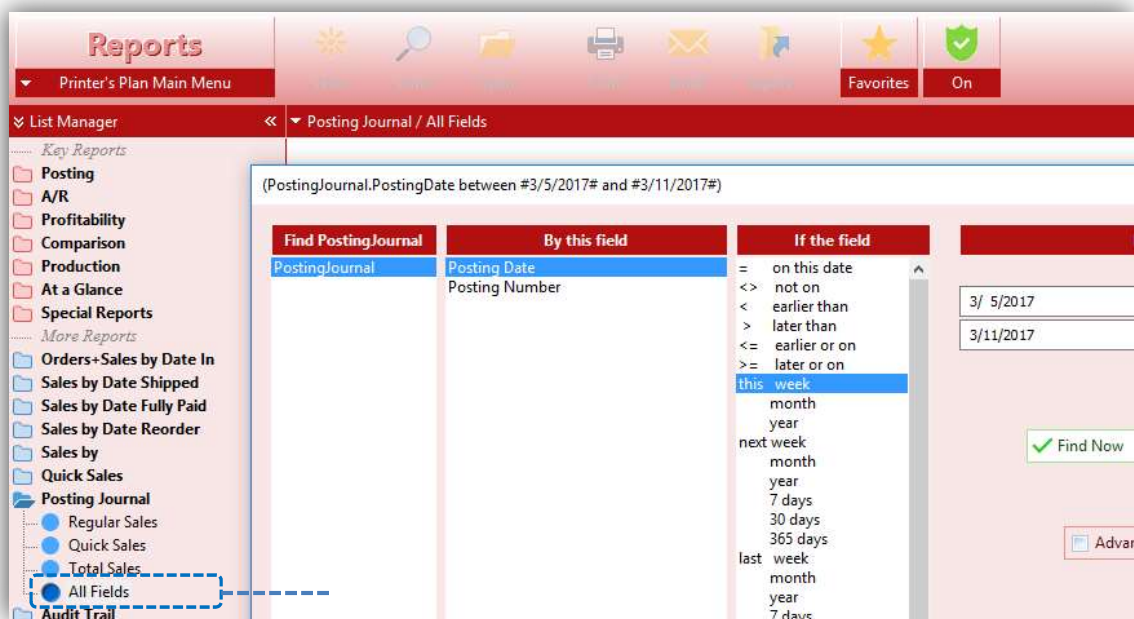 Reports
Printer's Plan Main Menu
Favorites
On
List Manager
Posting Journal / All Fields
Key Reports
Posting
A/R
Profitability
Comparison
Production
At a Glance
Special Reports
More Reports
Orders+Sales by Date In
Sales by Date Shipped
Sales by Date Fully Paid
Sales by Date Reorder
Sales by
Quick Sales
Posting Journal
Regular Sales
Quick Sales
Total Sales
All Fields
Audit Trail
(PostingJournal.PostingDate between #3/5/2017# and #3/11/2017#)
Find PostingJournal
PostingJournal
By this field
Posting Date
Posting Number
If the field
= on this date
<> not on
< earlier than
> later than
<= earlier or on
>= later or on
this week
month
year
next week
month
year
7 days
30 days
365 days
last week
month
year
7 days
3/ 5/2017
3/11/2017
Find Now
Advan